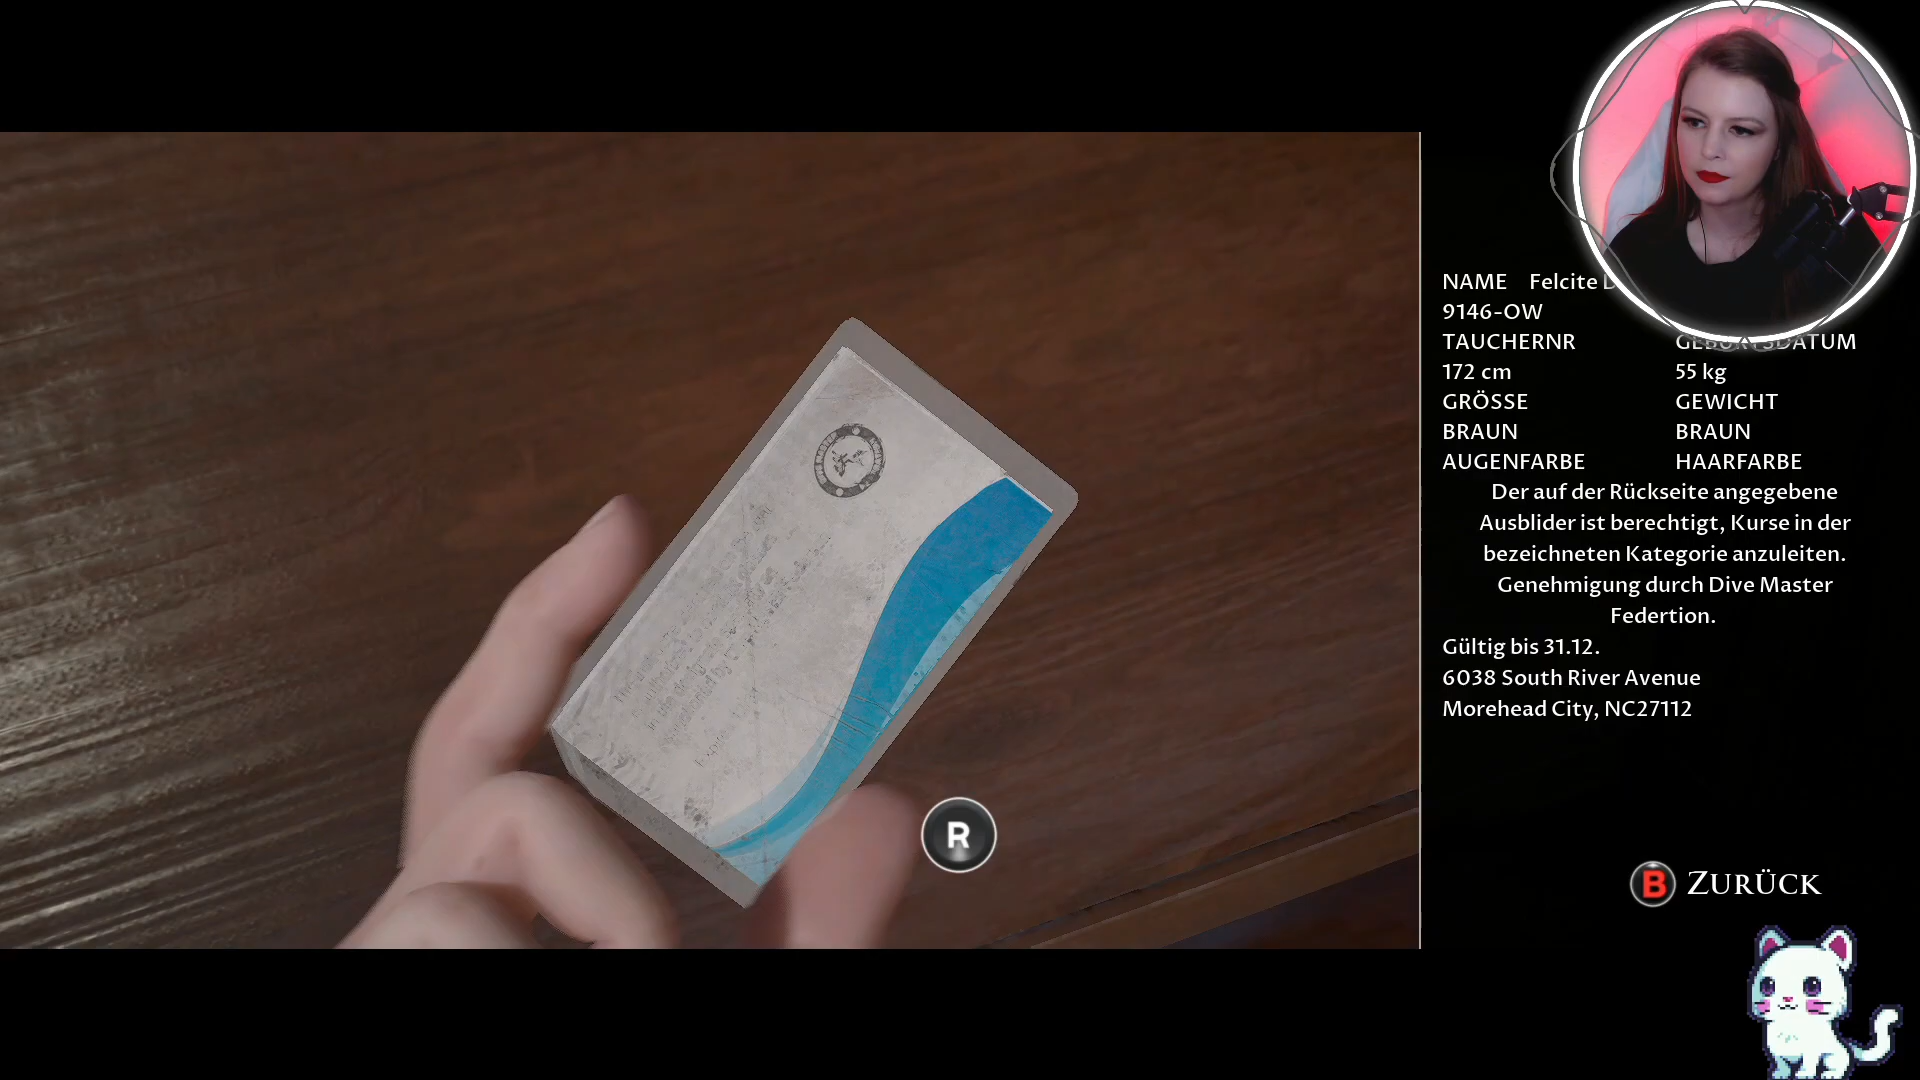 NAME Felcite
9146-OW
TAUCHERNR GEBURTSDATUM
172 cm 55 kg
GRÖSSE GEWICHT
BRAUN BRAUN
AUGENFARBE HAARFARBE
Der auf der Rückseite angegebene
Ausblider ist berechtigt, Kurse in der
bezeichneten Kategorie anzuleiten.
Genehmigung durch Dive Master
Federtion.
Gültig bis 31.12.
6038 South River Avenue
Morehead City, NC27112
R
B ZURÜCK